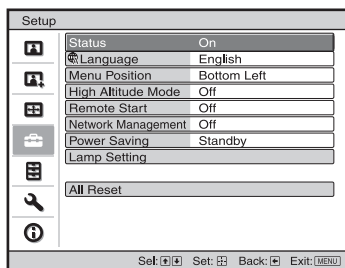 Setup
Status On
Language English
Menu Position Bottom Left
High Altitude Mode Off
Remote Start Off
Network Management Off
Power Saving Standby
Lamp Setting
All Reset
Sel: Set: Back: Exit: MENU